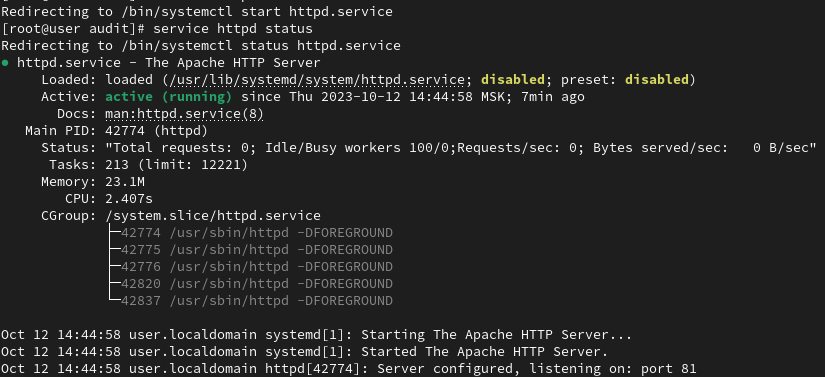 Redirecting to /bin/systemctl start httpd.service
[root@user audit]# service httpd status
Redirecting to /bin/systemctl status httpd.service
● httpd.service - The Apache HTTP Server
Loaded: loaded (/usr/lib/systemd/system/httpd.service; disabled; preset: disabled)
Active: active (running) since Thu 2023-10-12 14:44:58 MSK; 7min ago
Docs: man:httpd.service(8)
Main PID: 42774 (httpd)
Status: "Total requests: 0; Idle/Busy workers 100/0;Requests/sec: 0; Bytes served/sec:   0 B/sec"
Tasks: 213 (limit: 12221)
Memory: 23.1M
CPU: 2.407s
CGroup: /system.slice/httpd.service
├─42774 /usr/sbin/httpd -DFOREGROUND
├─42775 /usr/sbin/httpd -DFOREGROUND
├─42776 /usr/sbin/httpd -DFOREGROUND
├─42820 /usr/sbin/httpd -DFOREGROUND
└─42837 /usr/sbin/httpd -DFOREGROUND
Oct 12 14:44:58 user.localdomain systemd[1]: Starting The Apache HTTP Server...
Oct 12 14:44:58 user.localdomain systemd[1]: Started The Apache HTTP Server.
Oct 12 14:44:58 user.localdomain httpd[42774]: Server configured, listening on: port 81